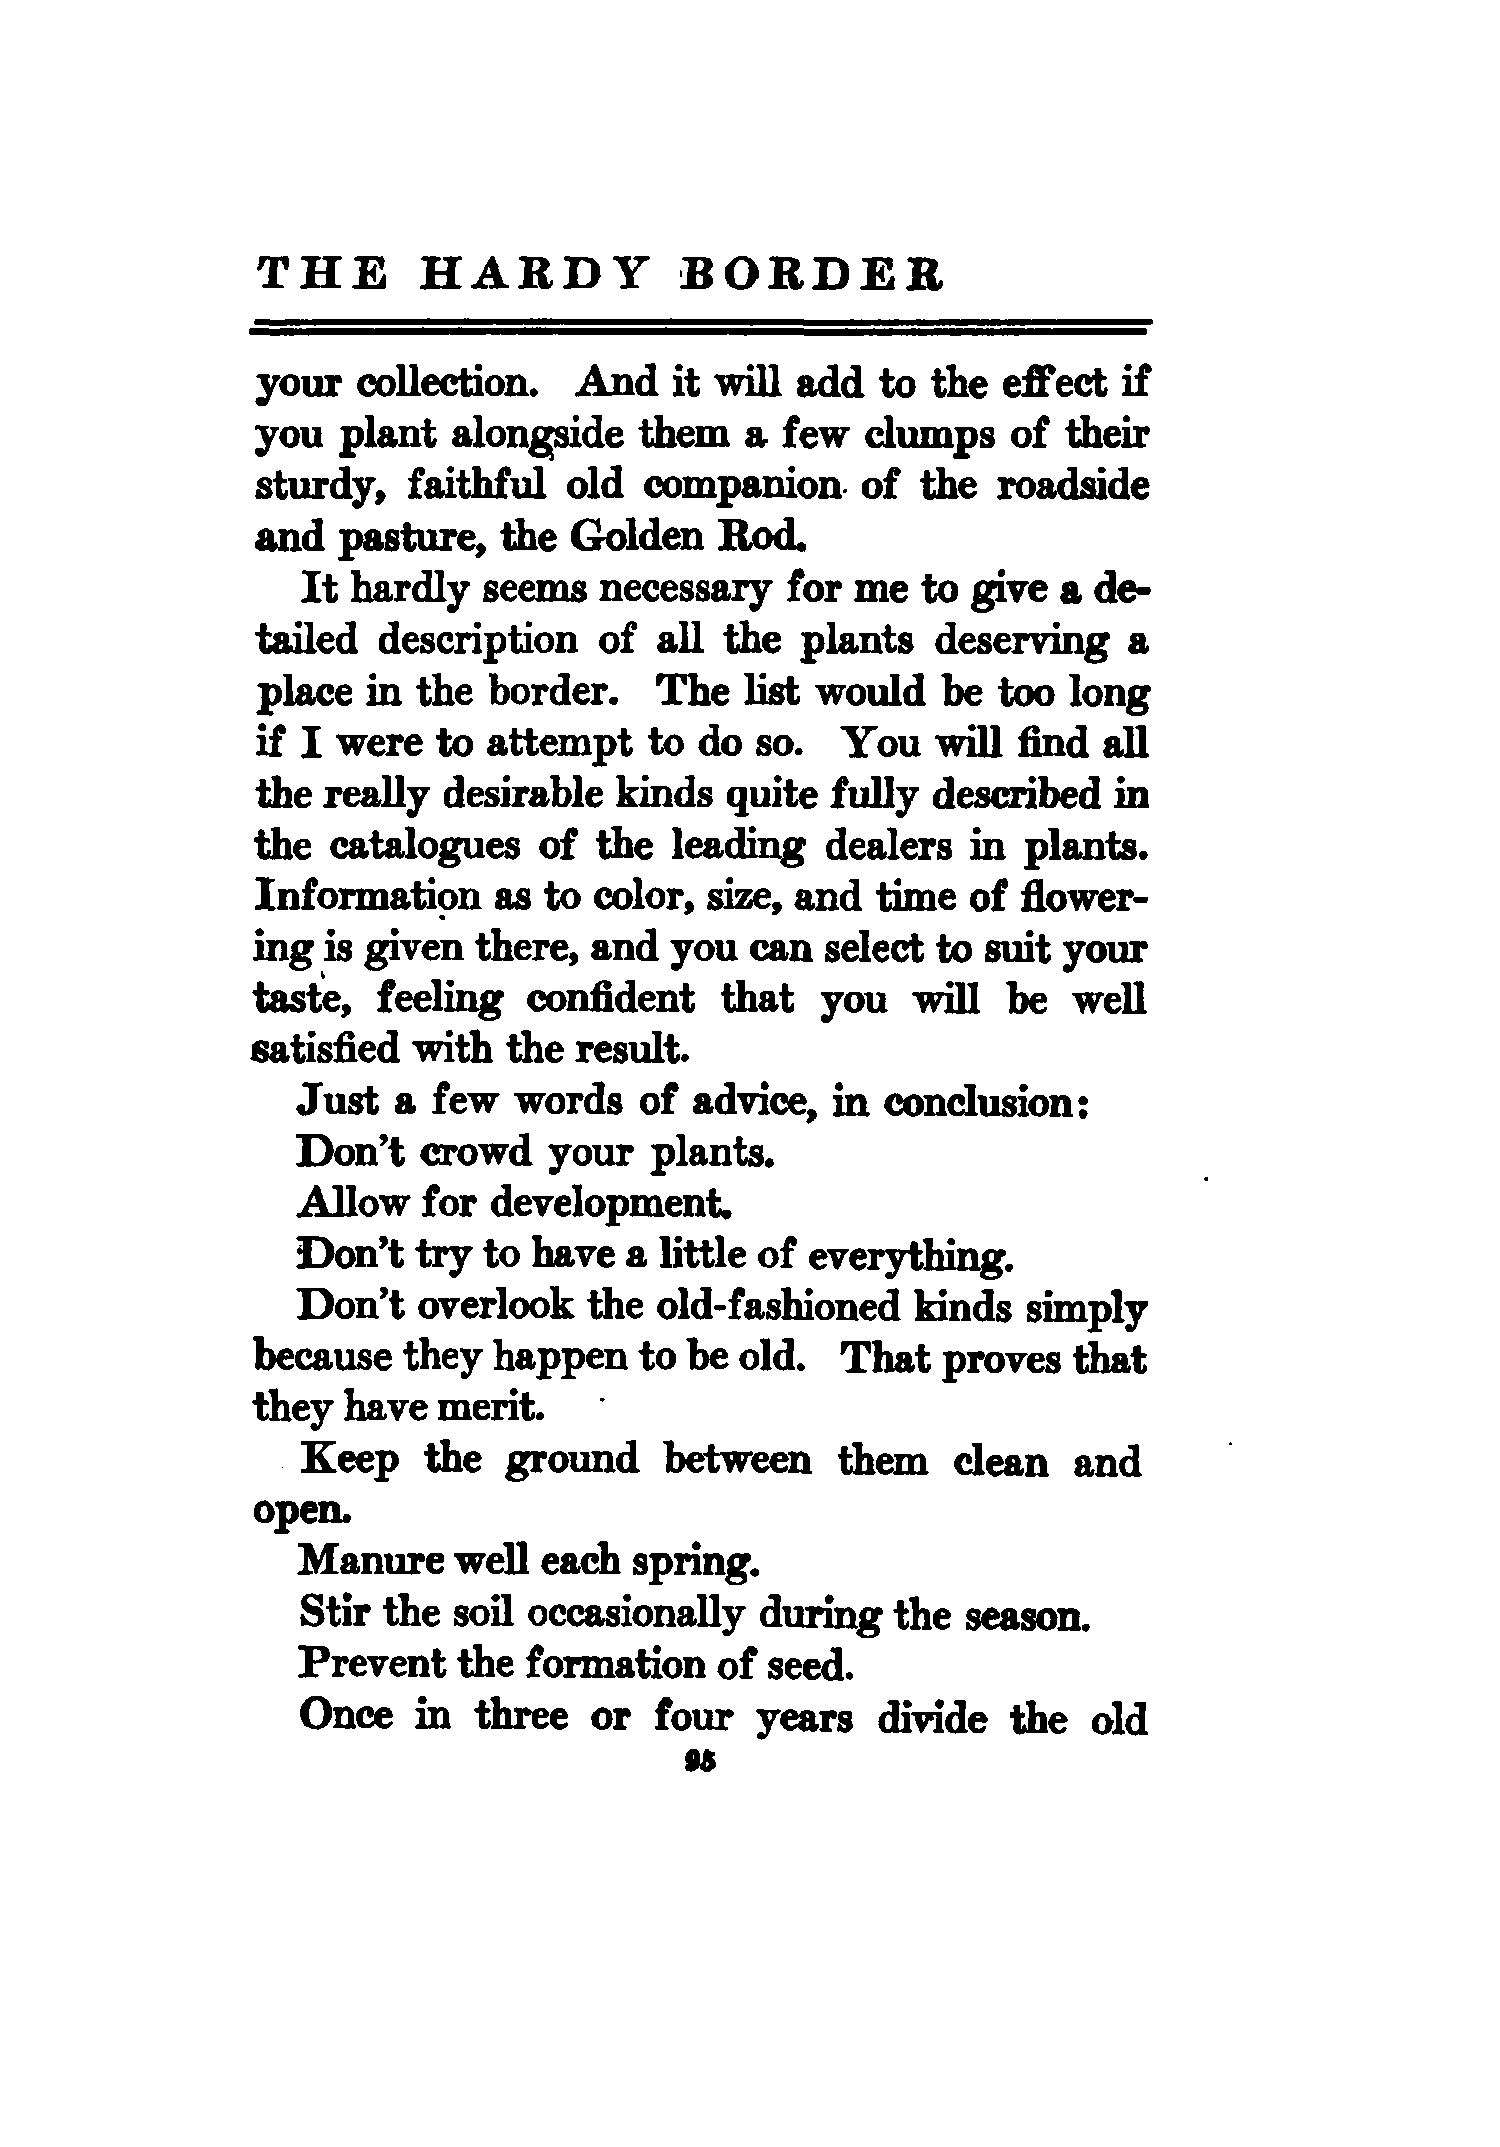 THE HARDY BORDER
your collection. And it will add to the effect if
you plant alongside them a few clumps of their
sturdy, faithful old companion of the roadside
and pasture, the Golden Rod.
It hardly seems necessary for me to give a de-
tailed description of all the plants deserving a
place in the border. The list would be too long
if I were to attempt to do so. You will find all
the really desirable kinds quite fully described in
the catalogues of the leading dealers in plants.
Information as to color, size, and time of flower-
ing is given there, and you can select to suit your
taste, feeling confident that you will be well
satisfied with the result.
Just a few words of advice, in conclusion:
Don't crowd your plants.
Allow for development.
Don't try to have a little of everything.
Don't overlook the old-fashioned kinds simply
because they happen to be old. That proves that
they have merit.
Keep the ground between them clean and
open.
Manure well each spring.
Stir the soil occasionally during the season.
Prevent the formation of seed.
Once in three or four years divide the old
95